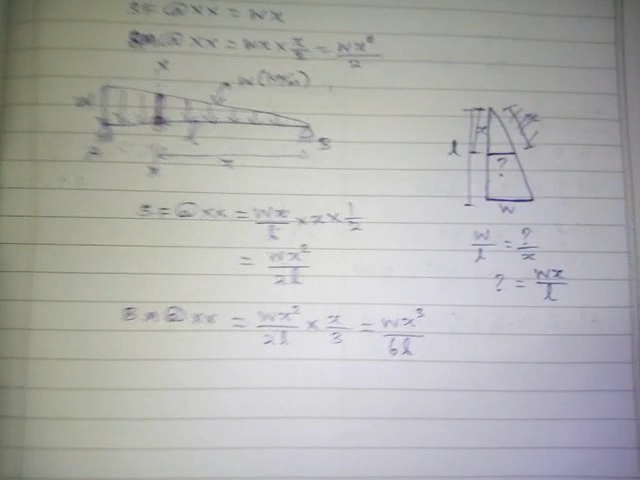 S.F @ xx = wx
B.M @ xx = wx × x/2 = wx²/2
x
w
x
x
B
S.F @ xx = wx/l × x × 1/2
= wx²/2l
B.M @ xx = wx²/2l × x/3 = wx³/6l
l
x
?
w
w/l = ?/x
? = wx/l